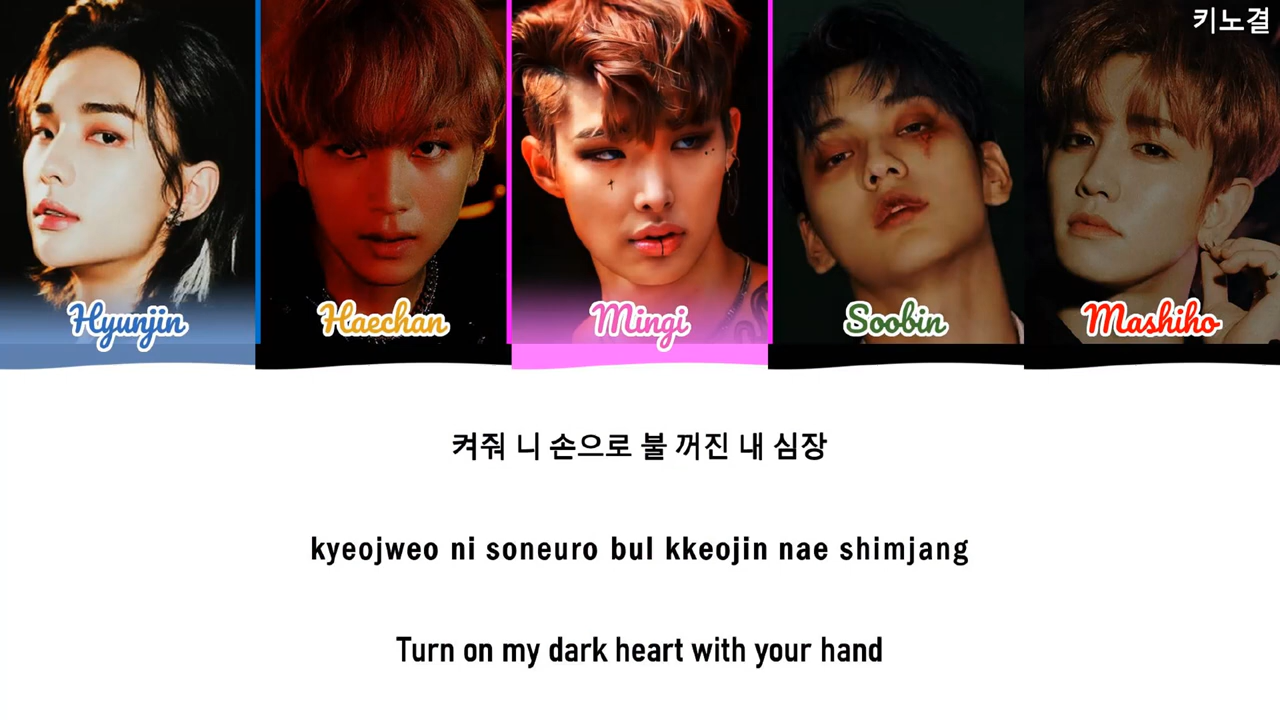 키노결
Hyunjin
Haechan
Mingi
Soobin
Mashiho
켜줘 니 손으로 불 꺼진 내 심장
kyeojweo ni soneuro bul kkeojin nae shimjang
Turn on my dark heart with your hand